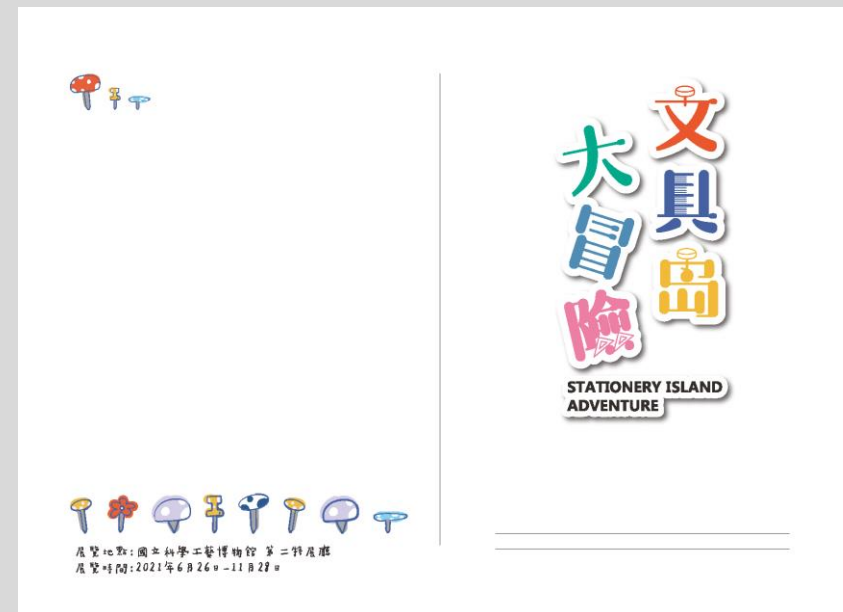 文具島
大冒險
STATIONERY ISLAND
ADVENTURE
展覽地點:國立科學工藝博物館 第二特展廳
展覽時間:2021年6月26日-11月28日